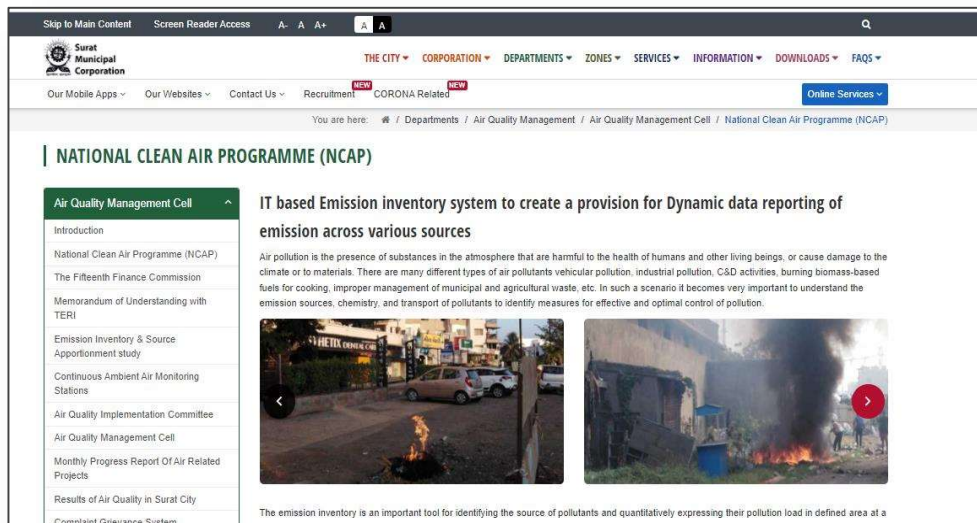 Skip to Main Content Screen Reader Access A- A A+ A A
Surat
Municipal
Corporation
THE CITY CORPORATION DEPARTMENTS ZONES SERVICES INFORMATION DOWNLOADS FAQS
Our Mobile Apps Our Websites Contact Us Recruitment NEW CORONA Related NEW Online Services
You are here: / Departments / Air Quality Management / Air Quality Management Cell / National Clean Air Programme (NCAP)
NATIONAL CLEAN AIR PROGRAMME (NCAP)
Air Quality Management Cell
Introduction
National Clean Air Programme (NCAP)
The Fifteenth Finance Commission
Memorandum of Understanding with
TERI
Emission Inventory & Source
Apportionment study
Continuous Ambient Air Monitoring
Stations
Air Quality Implementation Committee
Air Quality Management Cell
Monthly Progress Report Of Air Related
Projects
Results of Air Quality in Surat City
Complaint Grievance System
IT based Emission inventory system to create a provision for Dynamic data reporting of
emission across various sources
Air pollution is the presence of substances in the atmosphere that are harmful to the health of humans and other living beings, or cause damage to the
climate or to materials. There are many different types of air pollutants vehicular pollution, industrial pollution, C&D activities, burning biomass-based
fuels for cooking, improper management of municipal and agricultural waste, etc. In such a scenario it becomes very important to understand the
emission sources, chemistry, and transport of pollutants to identify measures for effective and optimal control of pollution.
HETIX DENTAL CARE
The emission inventory is an important tool for identifying the source of pollutants and quantitatively expressing their pollution load in defined area at a